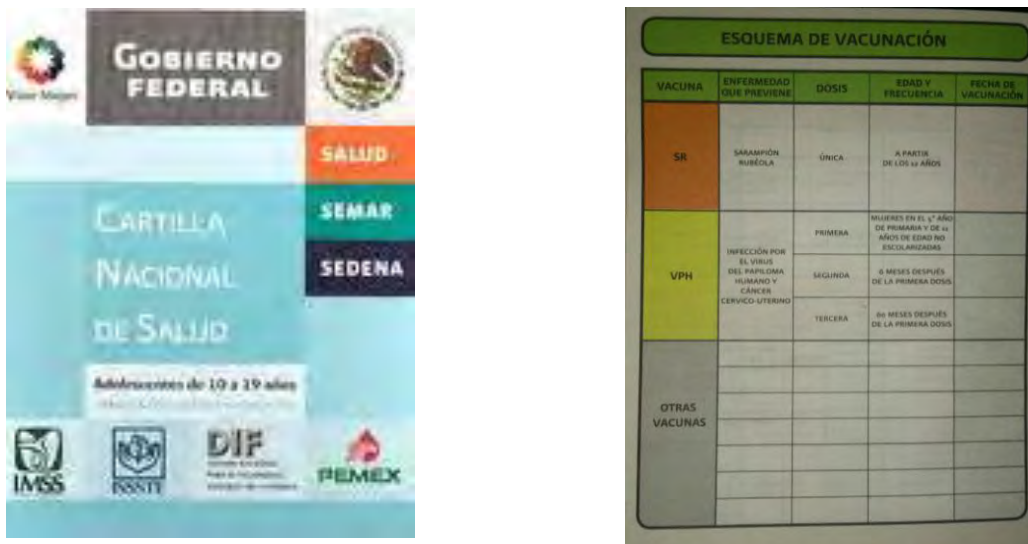 GOBIERNO
FEDERAL
SALUD
SEMAR
SEDENA
CARTILLA
NACIONAL
DE SALUD
Adolescentes de 10 a 19 años
IMSS
ISSSTE
DIF
PEMEX
ESQUEMA DE VACUNACIÓN
VACUNA
ENFERMEDAD
QUE PREVIENE
DOSIS
EDAD Y
FRECUENCIA
FECHA DE
VACUNACIÓN
SR
SARAMPIÓN
RUBÉOLA
ÚNICA
A PARTIR
DE LOS 12 AÑOS
VPH
INFECCIÓN POR
EL VIRUS
DEL PAPILOMA
HUMANO Y
CÁNCER
CERVICO-UTERINO
PRIMERA
MUJERES EN EL 5° AÑO
DE PRIMARIA Y DE 11
AÑOS DE EDAD NO
ESCOLARIZADAS
SEGUNDA
6 MESES DESPUÉS
DE LA PRIMERA DOSIS
TERCERA
60 MESES DESPUÉS
DE LA PRIMERA DOSIS
OTRAS
VACUNAS